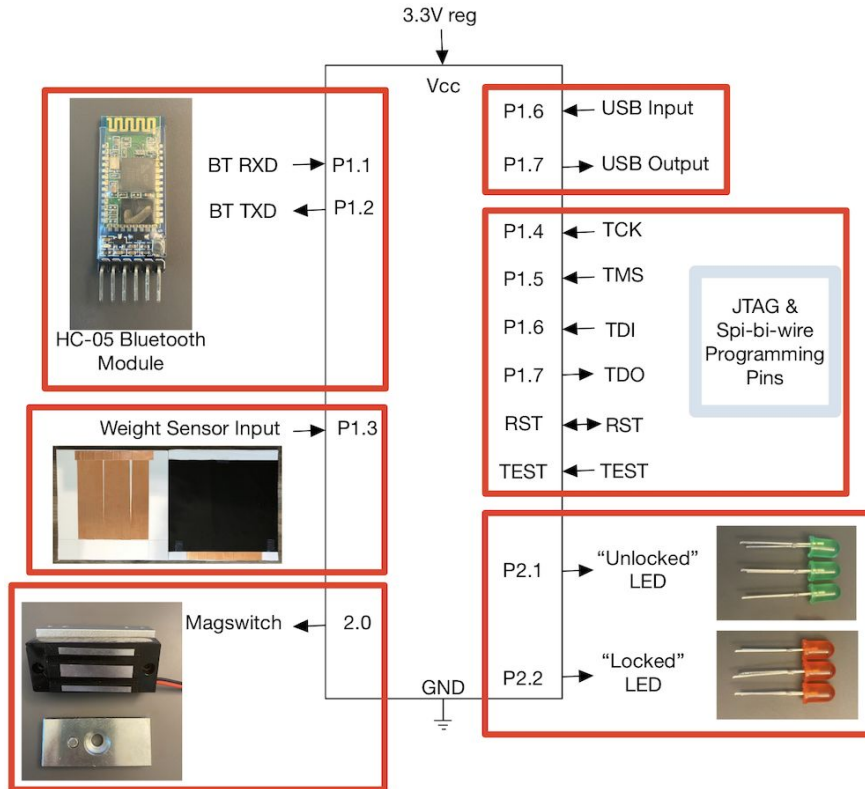 3.3V reg
Vcc
BT RXD
P1.1
BT TXD
P1.2
HC-05 Bluetooth
Module
Weight Sensor Input
P1.3
Magswitch
2.0
GND
P1.6
USB Input
P1.7
USB Output
P1.4
TCK
P1.5
TMS
P1.6
TDI
P1.7
TDO
RST
RST
TEST
TEST
JTAG &
Spi-bi-wire
Programming
Pins
P2.1
“Unlocked”
LED
P2.2
“Locked”
LED